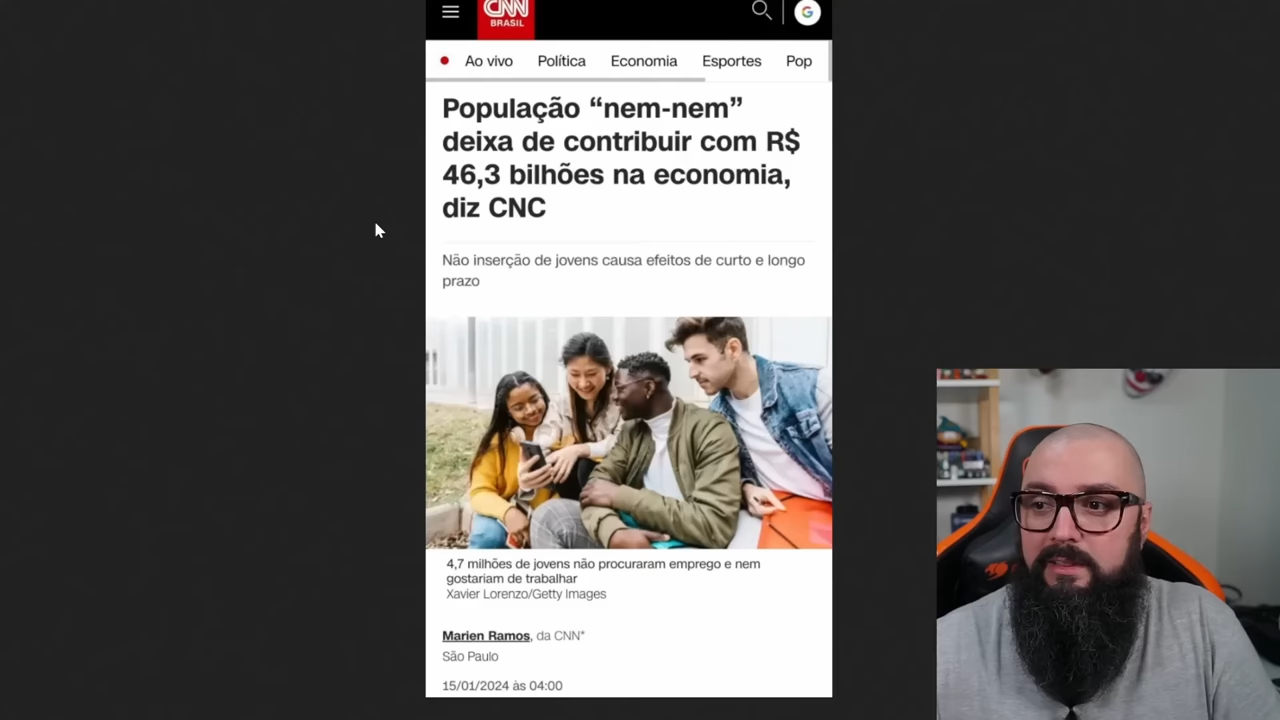 CNN
BRASIL
Ao vivo Política Economia Esportes Pop
População “nem-nem”
deixa de contribuir com R$
46,3 bilhões na economia,
diz CNC
Não inserção de jovens causa efeitos de curto e longo
prazo
4,7 milhões de jovens não procuraram emprego e nem
gostariam de trabalhar
Xavier Lorenzo/Getty Images
Marien Ramos, da CNN*
São Paulo
15/01/2024 às 04:00